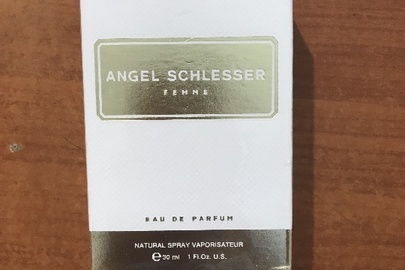 ANGEL SCHLESSER
FEMME
EAU DE PARFUM
NATURAL SPRAY VAPORISATEUR
℮ 30 ml 1 Fl.Oz. U.S.